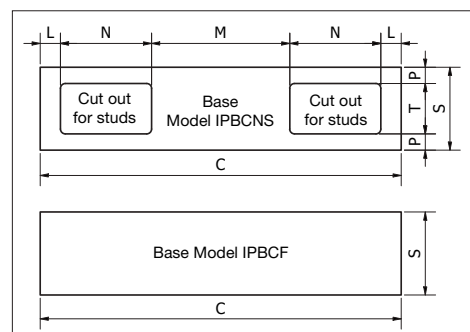 L N M N L
Cut out
for studs
Base
Model IPBCNS
Cut out
for studs
P
T
P
S
C
Base Model IPBCF
S
C